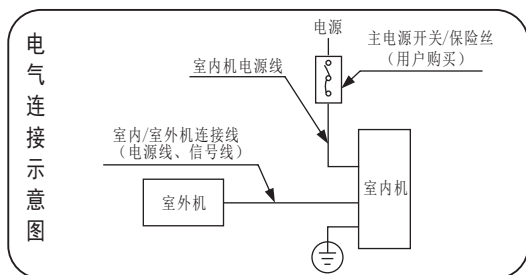 电气连接示意图
电源
主电源开关/保险丝
（用户购买）
室内机电源线
室内/室外机连接线
（电源线、信号线）
室外机
室内机